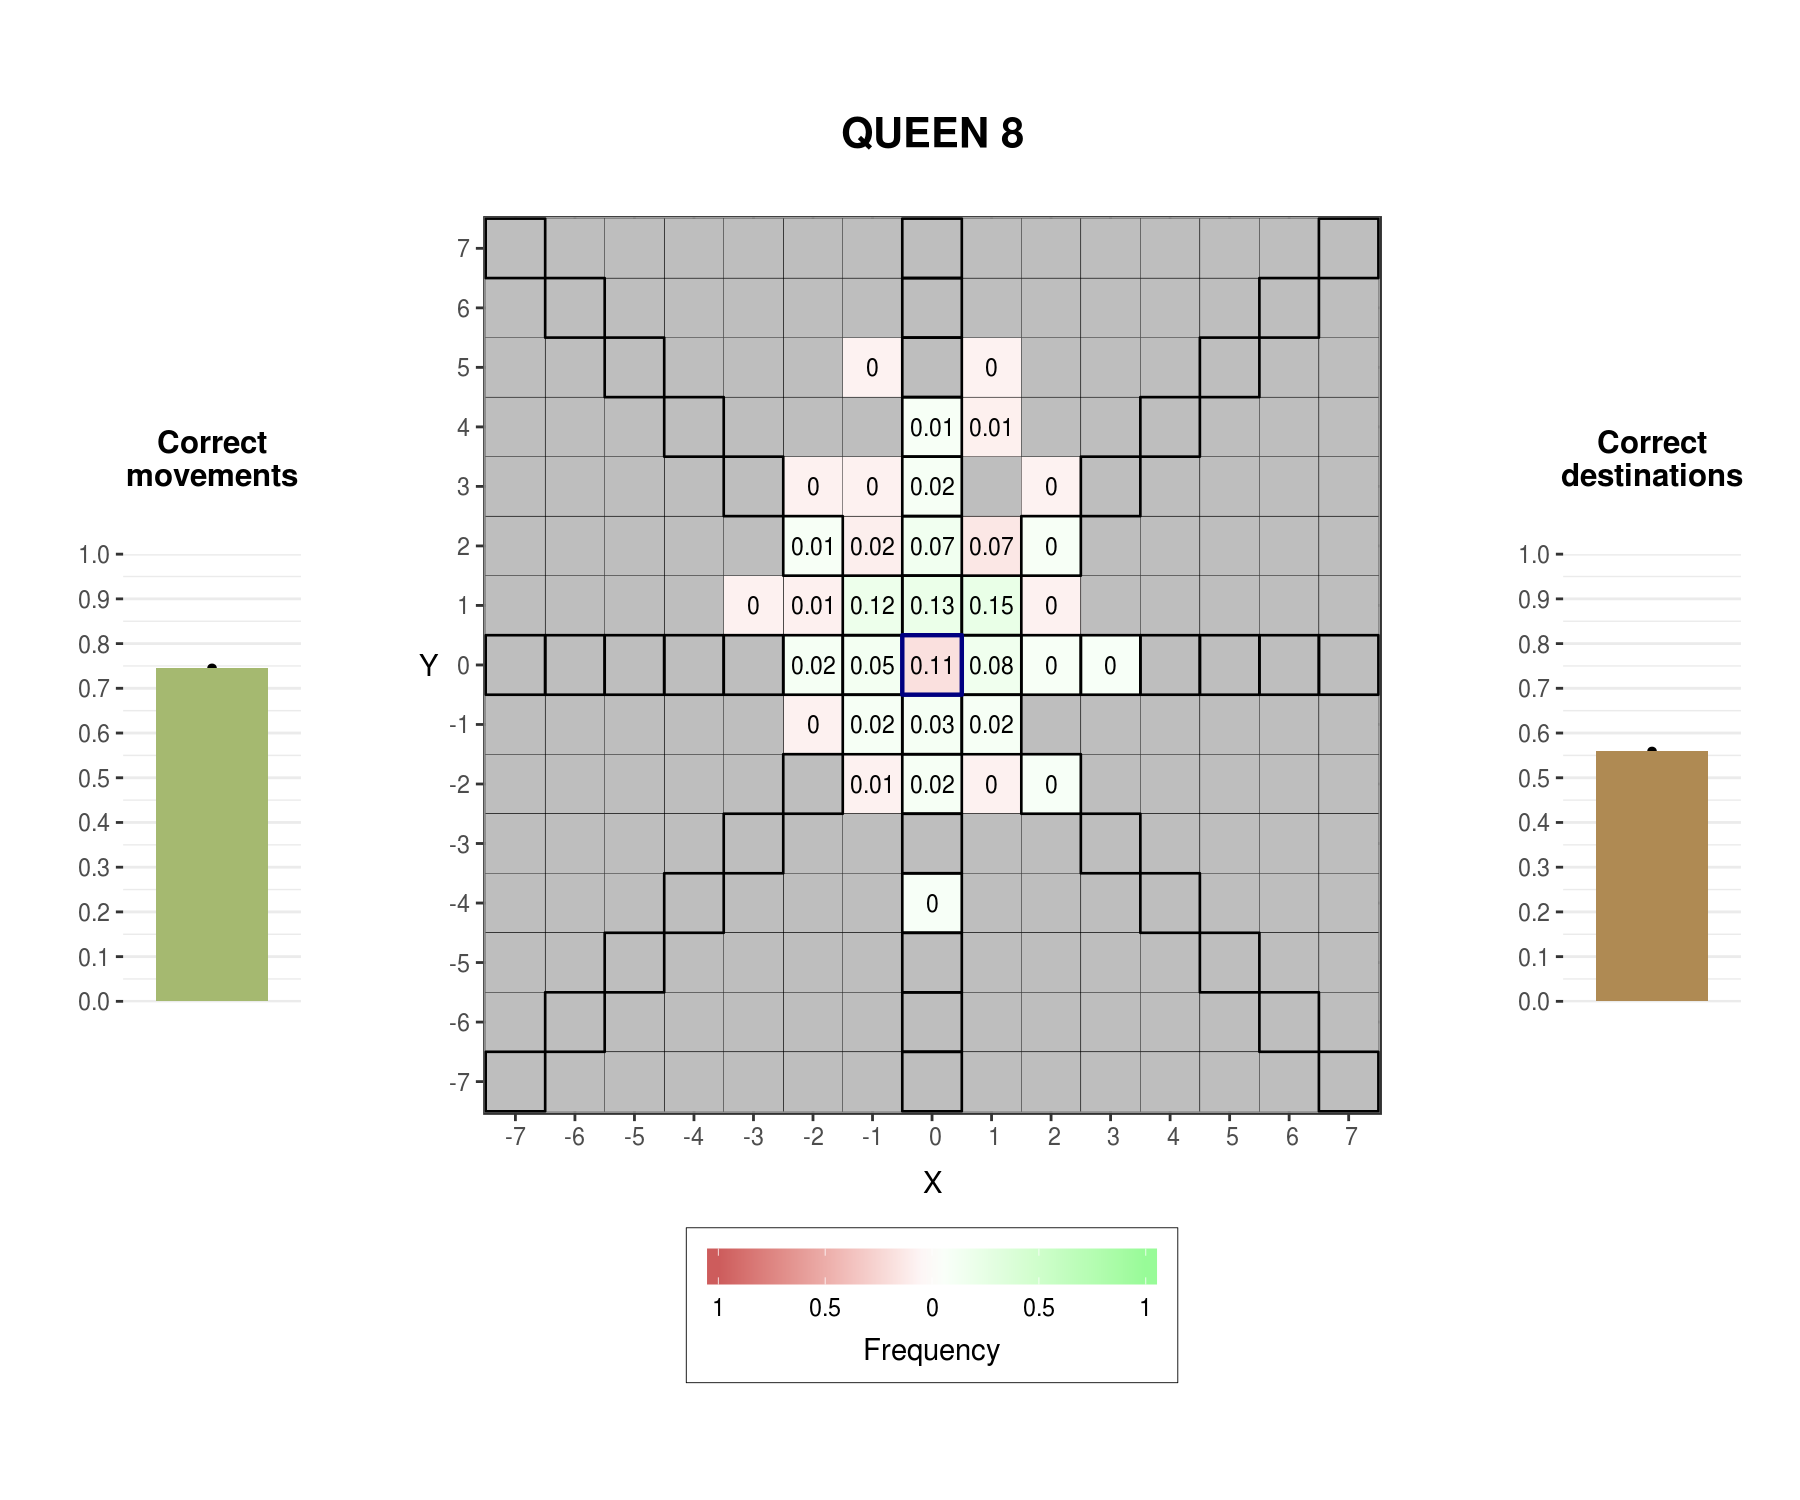 QUEEN 8
Correct
movements
1.0
0.9
0.8
0.7
0.6
0.5
0.4
0.3
0.2
0.1
0.0
Y
7
6
5 0 0
4 0.01 0.01
3 0 0 0.02 0
2 0.01 0.02 0.07 0.07 0
1 0 0.01 0.12 0.13 0.15 0
0 0.02 0.05 0.11 0.08 0 0
-1 0 0.02 0.03 0.02
-2 0.01 0.02 0 0
-3
-4 0
-5
-6
-7
-7 -6 -5 -4 -3 -2 -1 0 1 2 3 4 5 6 7
X
1 0.5 0 0.5 1
Frequency
Correct
destinations
1.0
0.9
0.8
0.7
0.6
0.5
0.4
0.3
0.2
0.1
0.0